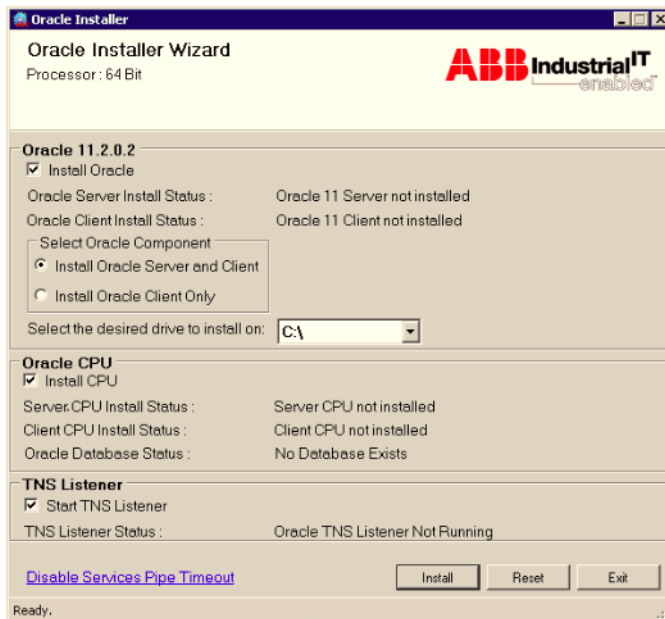 Oracle Installer
Oracle Installer Wizard
Processor : 64 Bit
ABB Industrial IT
enabled™
Oracle 11.2.0.2
Install Oracle
Oracle Server Install Status : Oracle 11 Server not installed
Oracle Client Install Status : Oracle 11 Client not installed
Select Oracle Component
Install Oracle Server and Client
Install Oracle Client Only
Select the desired drive to install on: C:\
Oracle CPU
Install CPU
Server CPU Install Status : Server CPU not installed
Client CPU Install Status : Client CPU not installed
Oracle Database Status : No Database Exists
TNS Listener
Start TNS Listener
TNS Listener Status : Oracle TNS Listener Not Running
Disable Services Pipe Timeout Install Reset Exit
Ready.